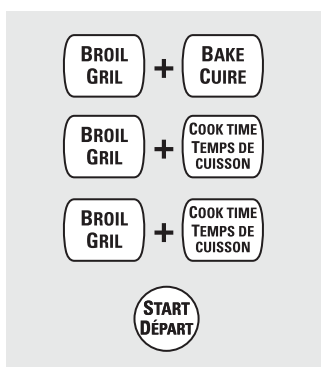 BROIL
GRIL
+
BAKE
CUIRE
BROIL
GRIL
+
COOK TIME
TEMPS DE
CUISSON
BROIL
GRIL
+
COOK TIME
TEMPS DE
CUISSON
START
DÉPART